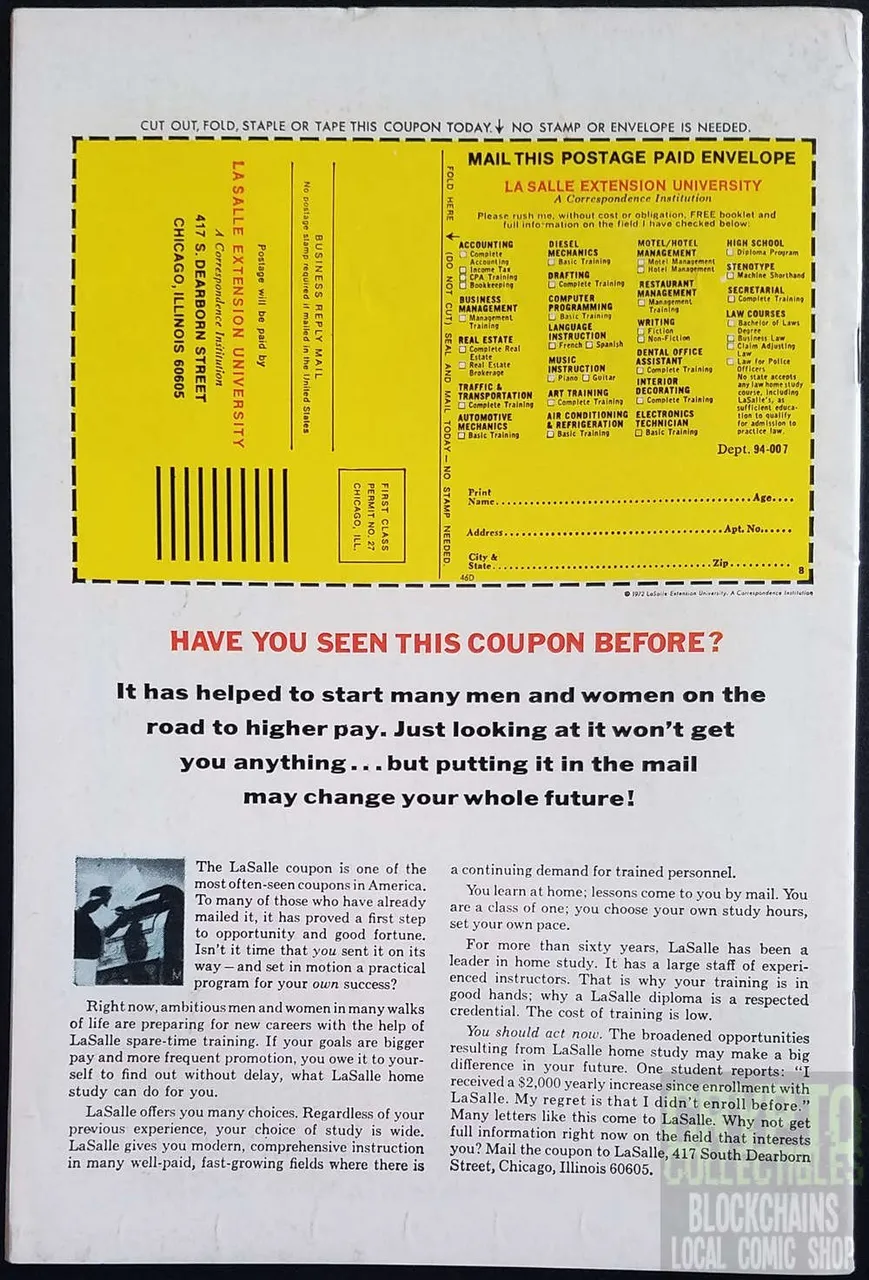 CUT OUT, FOLD, STAPLE OR TAPE THIS COUPON TODAY. ↓ NO STAMP OR ENVELOPE IS NEEDED.
LA SALLE EXTENSION UNIVERSITY
A Correspondence Institution
417 S. DEARBORN STREET
CHICAGO, ILLINOIS 60605
Postage will be paid by
BUSINESS REPLY MAIL
No postage stamp required if mailed in the United States
FIRST CLASS
PERMIT NO. 27
CHICAGO, ILL.
FOLD HERE ← (DO NOT CUT) SEAL AND MAIL TODAY — NO STAMP NEEDED.
MAIL THIS POSTAGE PAID ENVELOPE
LA SALLE EXTENSION UNIVERSITY
A Correspondence Institution
Please rush me, without cost or obligation, FREE booklet and
full information on the field I have checked below:
ACCOUNTING
☐ Complete
Accounting
☐ Income Tax
☐ CPA Training
☐ Bookkeeping
BUSINESS
MANAGEMENT
☐ Management
Training
REAL ESTATE
☐ Complete Real
Estate
☐ Real Estate
Brokerage
TRAFFIC &
TRANSPORTATION
☐ Complete Training
AUTOMOTIVE
MECHANICS
☐ Basic Training
DIESEL
MECHANICS
☐ Basic Training
DRAFTING
☐ Complete Training
COMPUTER
PROGRAMMING
☐ Basic Training
LANGUAGE
INSTRUCTION
☐ French ☐ Spanish
MUSIC
INSTRUCTION
☐ Piano ☐ Guitar
ART TRAINING
☐ Complete Training
AIR CONDITIONING
& REFRIGERATION
☐ Basic Training
MOTEL/HOTEL
MANAGEMENT
☐ Motel Management
☐ Hotel Management
RESTAURANT
MANAGEMENT
☐ Management
Training
WRITING
☐ Fiction
☐ Non-Fiction
DENTAL OFFICE
ASSISTANT
☐ Complete Training
INTERIOR
DECORATING
☐ Complete Training
ELECTRONICS
TECHNICIAN
☐ Basic Training
HIGH SCHOOL
☐ Diploma Program
STENOTYPE
☐ Machine Shorthand
SECRETARIAL
☐ Complete Training
LAW COURSES
☐ Bachelor of Laws
Degree
☐ Business Law
☐ Claim Adjusting
Law
☐ Law for Police
Officers
No state accepts
any law home study
course, including
LaSalle's, as
sufficient educa-
tion to qualify
for admission to
practice law.
Dept. 94-007
Print
Name..........Age....
Address..........Apt. No......
City &
State..........Zip..........
46D
8
© 1972 LaSalle Extension University. A Correspondence Institution
HAVE YOU SEEN THIS COUPON BEFORE?
It has helped to start many men and women on the
road to higher pay. Just looking at it won't get
you anything...but putting it in the mail
may change your whole future!
The LaSalle coupon is one of the
most often-seen coupons in America.
To many of those who have already
mailed it, it has proved a first step
to opportunity and good fortune.
Isn't it time that you sent it on its
way — and set in motion a practical
program for your own success?
Right now, ambitious men and women in many walks
of life are preparing for new careers with the help of
LaSalle spare-time training. If your goals are bigger
pay and more frequent promotion, you owe it to your-
self to find out without delay, what LaSalle home
study can do for you.
LaSalle offers you many choices. Regardless of your
previous experience, your choice of study is wide.
LaSalle gives you modern, comprehensive instruction
in many well-paid, fast-growing fields where there is
a continuing demand for trained personnel.
You learn at home; lessons come to you by mail. You
are a class of one; you choose your own study hours,
set your own pace.
For more than sixty years, LaSalle has been a
leader in home study. It has a large staff of experi-
enced instructors. That is why your training is in
good hands; why a LaSalle diploma is a respected
credential. The cost of training is low.
You should act now. The broadened opportunities
resulting from LaSalle home study may make a big
difference in your future. One student reports: "I
received a $2,000 yearly increase since enrollment with
LaSalle. My regret is that I didn't enroll before."
Many letters like this come to LaSalle. Why not get
full information right now on the field that interests
you? Mail the coupon to LaSalle, 417 South Dearborn
Street, Chicago, Illinois 60605.
CRYPTO
COLLECTIBLES
BLOCKCHAINS
LOCAL COMIC SHOP